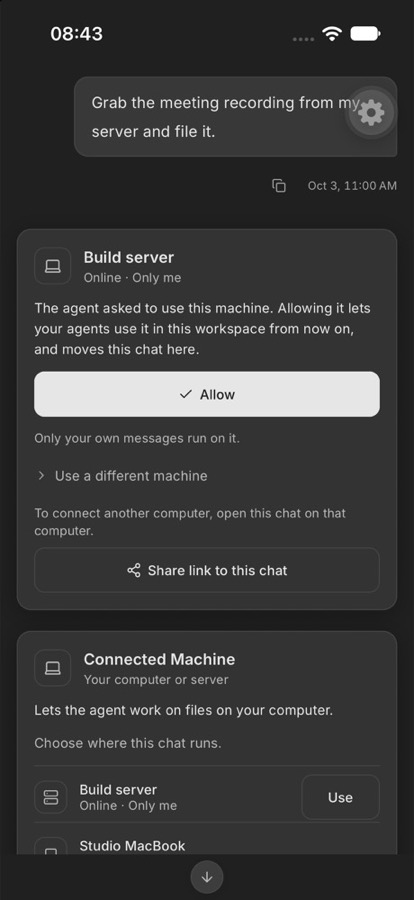 08:43
Grab the meeting recording from my
server and file it.
Oct 3, 11:00 AM
Build server
Online · Only me
The agent asked to use this machine. Allowing it lets
your agents use it in this workspace from now on,
and moves this chat here.
Allow
Only your own messages run on it.
Use a different machine
To connect another computer, open this chat on that
computer.
Share link to this chat
Connected Machine
Your computer or server
Lets the agent work on files on your computer.
Choose where this chat runs.
Build server
Online · Only me
Use
Studio MacBook